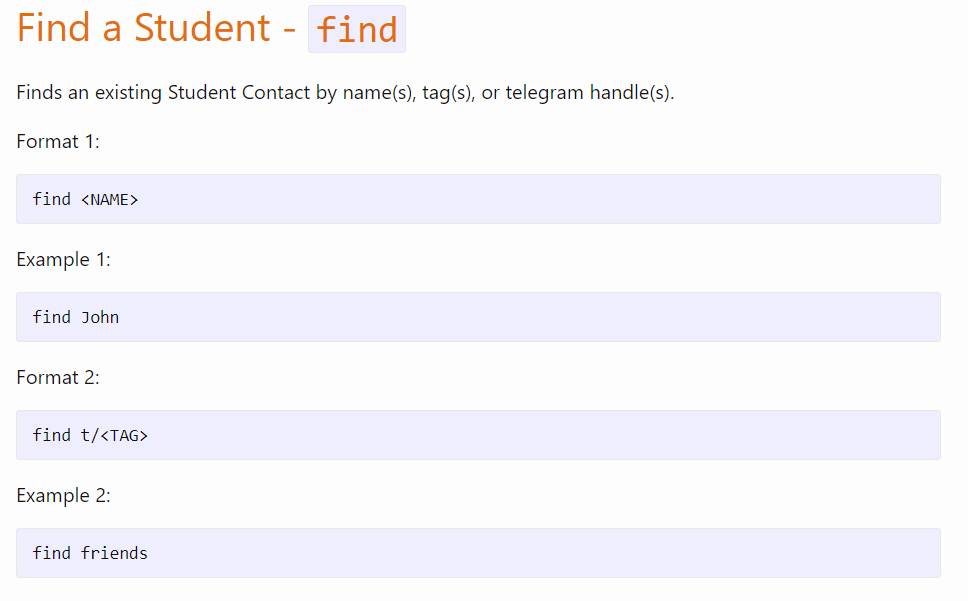 Find a Student - find
Finds an existing Student Contact by name(s), tag(s), or telegram handle(s).
Format 1:
find <NAME>
Example 1:
find John
Format 2:
find t/<TAG>
Example 2:
find friends